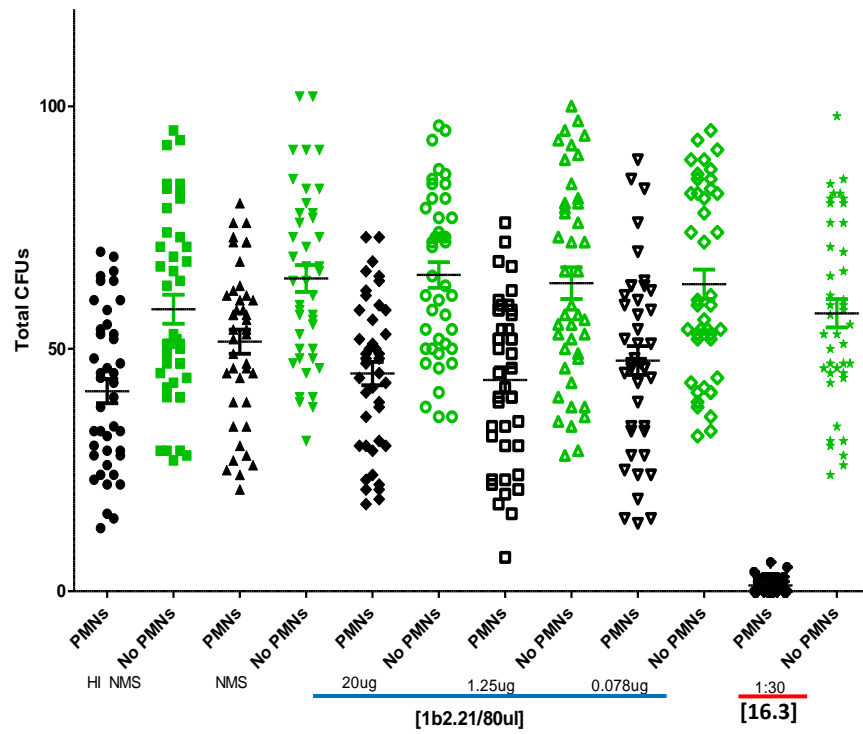 100
Total CFUs
50
0
PMNs No PMNs PMNs No PMNs PMNs No PMNs PMNs No PMNs PMNs No PMNs PMNs No PMNs
HI NMS NMS 20ug 1.25ug 0.078ug 1:30
[1b2.21/80ul] [16.3]